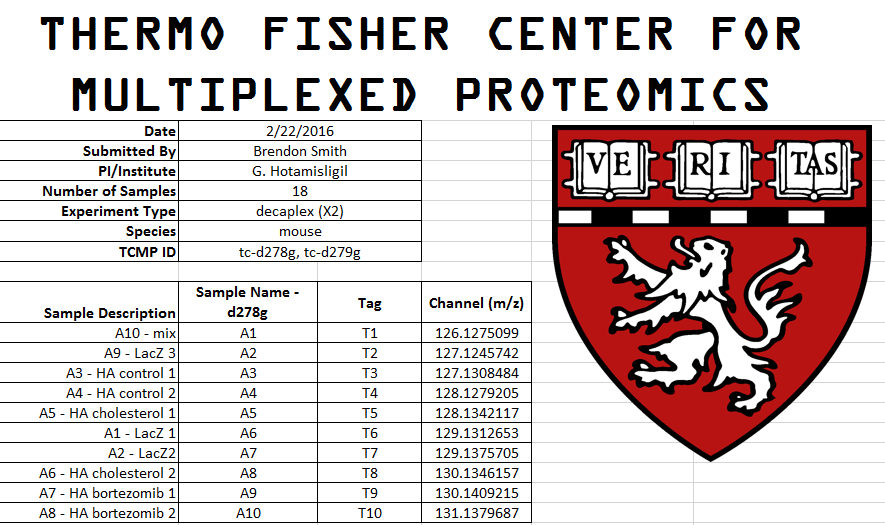 THERMO FISHER CENTER FOR
MULTIPLEXED PROTEOMICS
Date 2/22/2016
Submitted By Brendon Smith
PI/Institute G. Hotamisligil
Number of Samples 18
Experiment Type decaplex (X2)
Species mouse
TCMP ID tc-d278g, tc-d279g
VE RI TAS
Sample Description Sample Name - d278g Tag Channel (m/z)
A10 - mix A1 T1 126.1275099
A9 - LacZ 3 A2 T2 127.1245742
A3 - HA control 1 A3 T3 127.1308484
A4 - HA control 2 A4 T4 128.1279205
A5 - HA cholesterol 1 A5 T5 128.1342117
A1 - LacZ 1 A6 T6 129.1312653
A2 - LacZ2 A7 T7 129.1375705
A6 - HA cholesterol 2 A8 T8 130.1346157
A7 - HA bortezomib 1 A9 T9 130.1409215
A8 - HA bortezomib 2 A10 T10 131.1379687